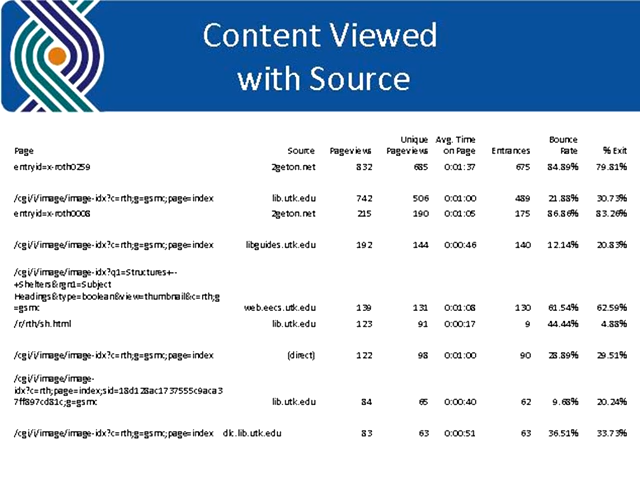 Content Viewed
with Source
Unique Avg. Time Bounce
Page Source Pageviews Pageviews on Page Entrances Rate % Exit
entryid=x-roth0259 2geton.net 832 685 0:01:37 675 84.89% 79.81%
/cgi/i/image/image-idx?c=rth;g=gsmc;page=index lib.utk.edu 742 506 0:01:00 489 21.88% 30.73%
entryid=x-roth0008 2geton.net 215 190 0:01:05 175 86.86% 83.26%
/cgi/i/image/image-idx?c=rth;g=gsmc;page=index libguides.utk.edu 192 144 0:00:46 140 12.14% 20.83%
/cgi/i/image/image-idx?q1=Structures+--
+Shelters&rgn1=Subject
Headings&type=boolean&view=thumbnail&c=rth;g
=gsmc web.eecs.utk.edu 139 131 0:01:08 130 61.54% 62.59%
/r/rth/sh.html lib.utk.edu 123 91 0:00:17 9 44.44% 4.88%
/cgi/i/image/image-idx?c=rth;g=gsmc;page=index (direct) 122 98 0:01:00 90 28.89% 29.51%
/cgi/i/image/image-
idx?c=rth;page=index;sid=18d128ac1737555c9aca3
7ff897cd81c;g=gsmc lib.utk.edu 84 65 0:00:40 62 9.68% 20.24%
/cgi/i/image/image-idx?c=rth;g=gsmc;page=index dlc.lib.utk.edu 83 63 0:00:51 63 36.51% 33.73%